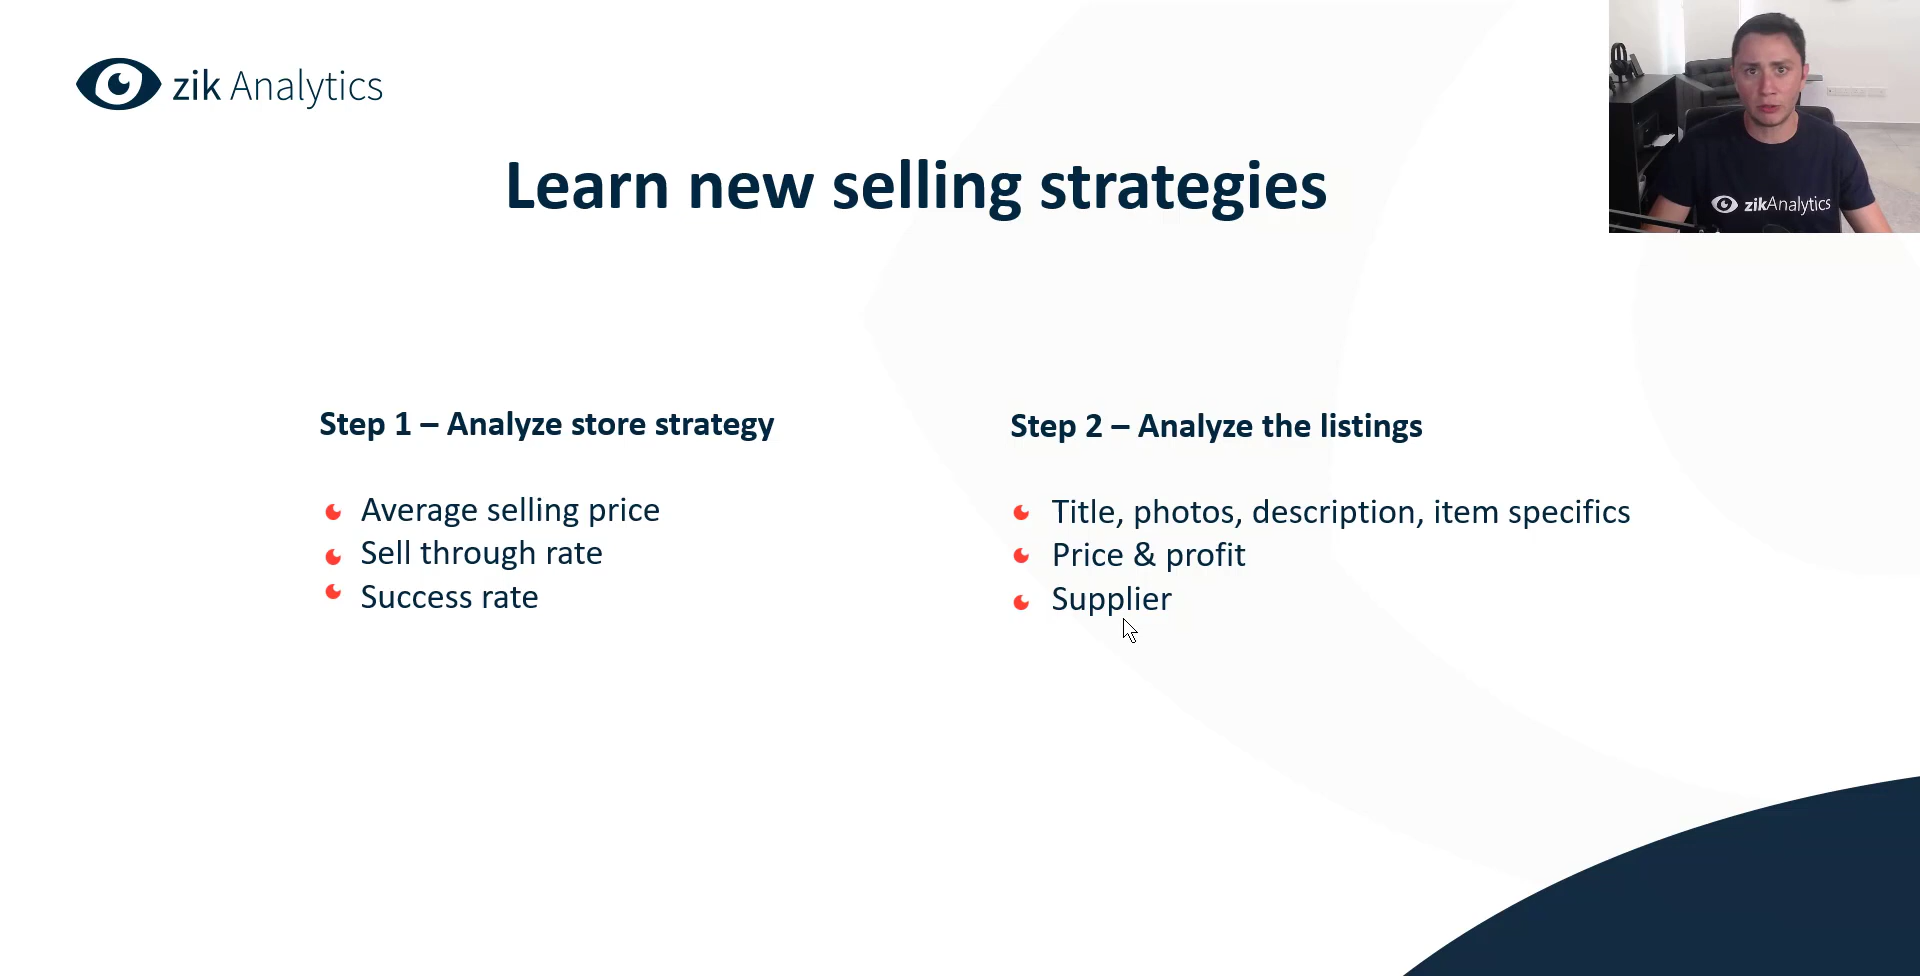 zik Analytics
zikAnalytics
Learn new selling strategies
Step 1 – Analyze store strategy
Average selling price
Sell through rate
Success rate
Step 2 – Analyze the listings
Title, photos, description, item specifics
Price & profit
Supplier